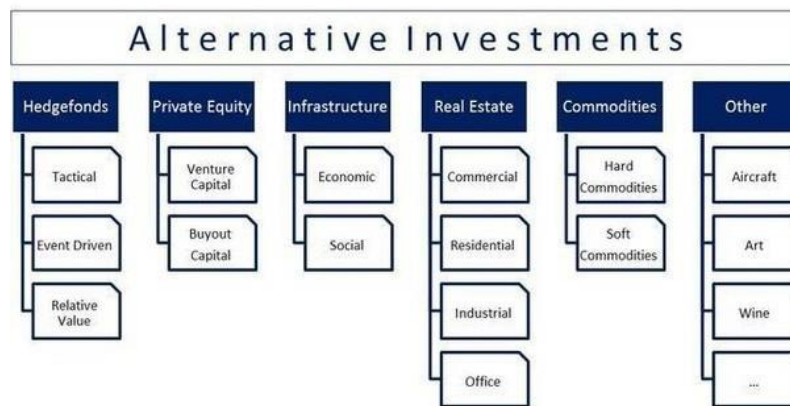 Alternative Investments
Hedgefonds
Tactical
Event Driven
Relative
Value
Private Equity
Venture
Capital
Buyout
Capital
Infrastructure
Economic
Social
Real Estate
Commercial
Residential
Industrial
Office
Commodities
Hard
Commodities
Soft
Commodities
Other
Aircraft
Art
Wine
...